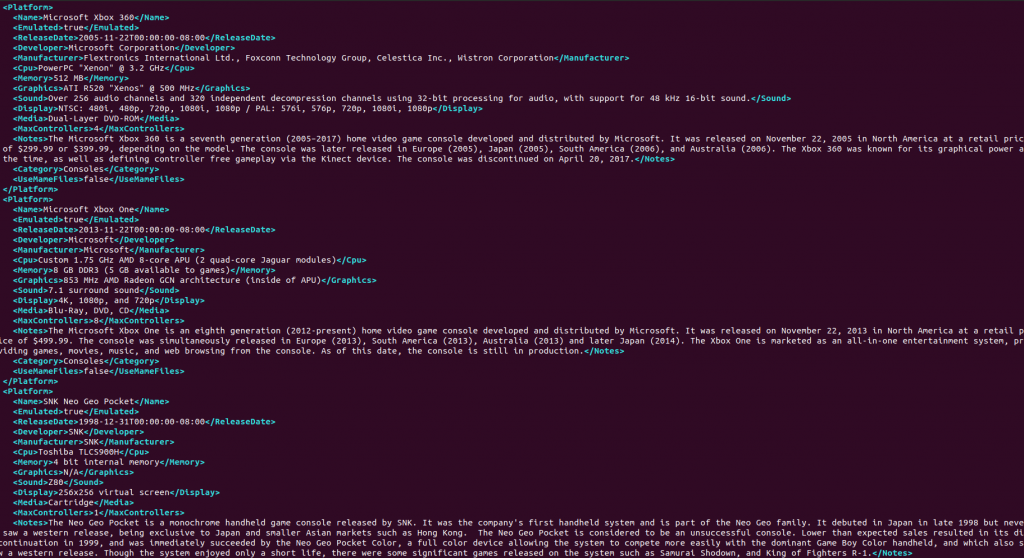 <Platform>
<Name>Microsoft Xbox 360</Name>
<Emulated>true</Emulated>
<ReleaseDate>2005-11-22T00:00:00-08:00</ReleaseDate>
<Developer>Microsoft Corporation</Developer>
<Manufacturer>Flextronics International Ltd., Foxconn Technology Group, Celestica Inc., Wistron Corporation</Manufacturer>
<Cpu>PowerPC "Xenon" @ 3.2 GHz</Cpu>
<Memory>512 MB</Memory>
<Graphics>ATI R520 "Xenos" @ 500 MHz</Graphics>
<Sound>Over 256 audio channels and 320 independent decompression channels using 32-bit processing for audio, with support for 48 kHz 16-bit sound.</Sound>
<Display>NTSC: 480i, 480p, 720p, 1080i, 1080p / PAL: 576i, 576p, 720p, 1080i, 1080p</Display>
<Media>Dual-Layer DVD-ROM</Media>
<MaxControllers>4</MaxControllers>
<Notes>The Microsoft Xbox 360 is a seventh generation (2005-2017) home video game console developed and distributed by Microsoft. It was released on November 22, 2005 in North America at a retail pric
of $299.99 or $399.99, depending on the model. The console was later released in Europe (2005), Japan (2005), South America (2006), and Australia (2006). The Xbox 360 was known for its graphical power a
the time, as well as defining controller free gameplay via the Kinect device. The console was discontinued on April 20, 2017.</Notes>
<Category>Consoles</Category>
<UseMameFiles>false</UseMameFiles>
</Platform>
<Platform>
<Name>Microsoft Xbox One</Name>
<Emulated>true</Emulated>
<ReleaseDate>2013-11-22T00:00:00-08:00</ReleaseDate>
<Developer>Microsoft</Developer>
<Manufacturer>Microsoft</Manufacturer>
<Cpu>Custom 1.75 GHz AMD 8-core APU (2 quad-core Jaguar modules)</Cpu>
<Memory>8 GB DDR3 (5 GB available to games)</Memory>
<Graphics>853 MHz AMD Radeon GCN architecture (inside of APU)</Graphics>
<Sound>7.1 surround sound</Sound>
<Display>4K, 1080p, and 720p</Display>
<Media>Blu-Ray, DVD, CD</Media>
<MaxControllers>8</MaxControllers>
<Notes>The Microsoft Xbox One is an eighth generation (2012-present) home video game console developed and distributed by Microsoft. It was released on November 22, 2013 in North America at a retail p
ice of $499.99. The console was simultaneously released in Europe (2013), South America (2013), Australia (2013) and later Japan (2014). The Xbox One is marketed as an all-in-one entertainment system, pr
viding games, movies, music, and web browsing from the console. As of this date, the console is still in production.</Notes>
<Category>Consoles</Category>
<UseMameFiles>false</UseMameFiles>
</Platform>
<Platform>
<Name>SNK Neo Geo Pocket</Name>
<Emulated>true</Emulated>
<ReleaseDate>1998-12-31T00:00:00-08:00</ReleaseDate>
<Developer>SNK</Developer>
<Manufacturer>SNK</Manufacturer>
<Cpu>Toshiba TLCS900H</Cpu>
<Memory>4 bit internal memory</Memory>
<Graphics>N/A</Graphics>
<Sound>Z80</Sound>
<Display>256x256 virtual screen</Display>
<Media>Cartridge</Media>
<MaxControllers>1</MaxControllers>
<Notes>The Neo Geo Pocket is a monochrome handheld game console released by SNK. It was the company's first handheld system and is part of the Neo Geo family. It debuted in Japan in late 1998 but neve
saw a western release, being exclusive to Japan and smaller Asian markets such as Hong Kong.  The Neo Geo Pocket is considered to be an unsuccessful console. Lower than expected sales resulted in its di
continuation in 1999, and was immediately succeeded by the Neo Geo Pocket Color, a full color device allowing the system to compete more easily with the dominant Game Boy Color handheld, and which also s
w a western release. Though the system enjoyed only a short life, there were some significant games released on the system such as Samurai Shodown, and King of Fighters R-1.</Notes>